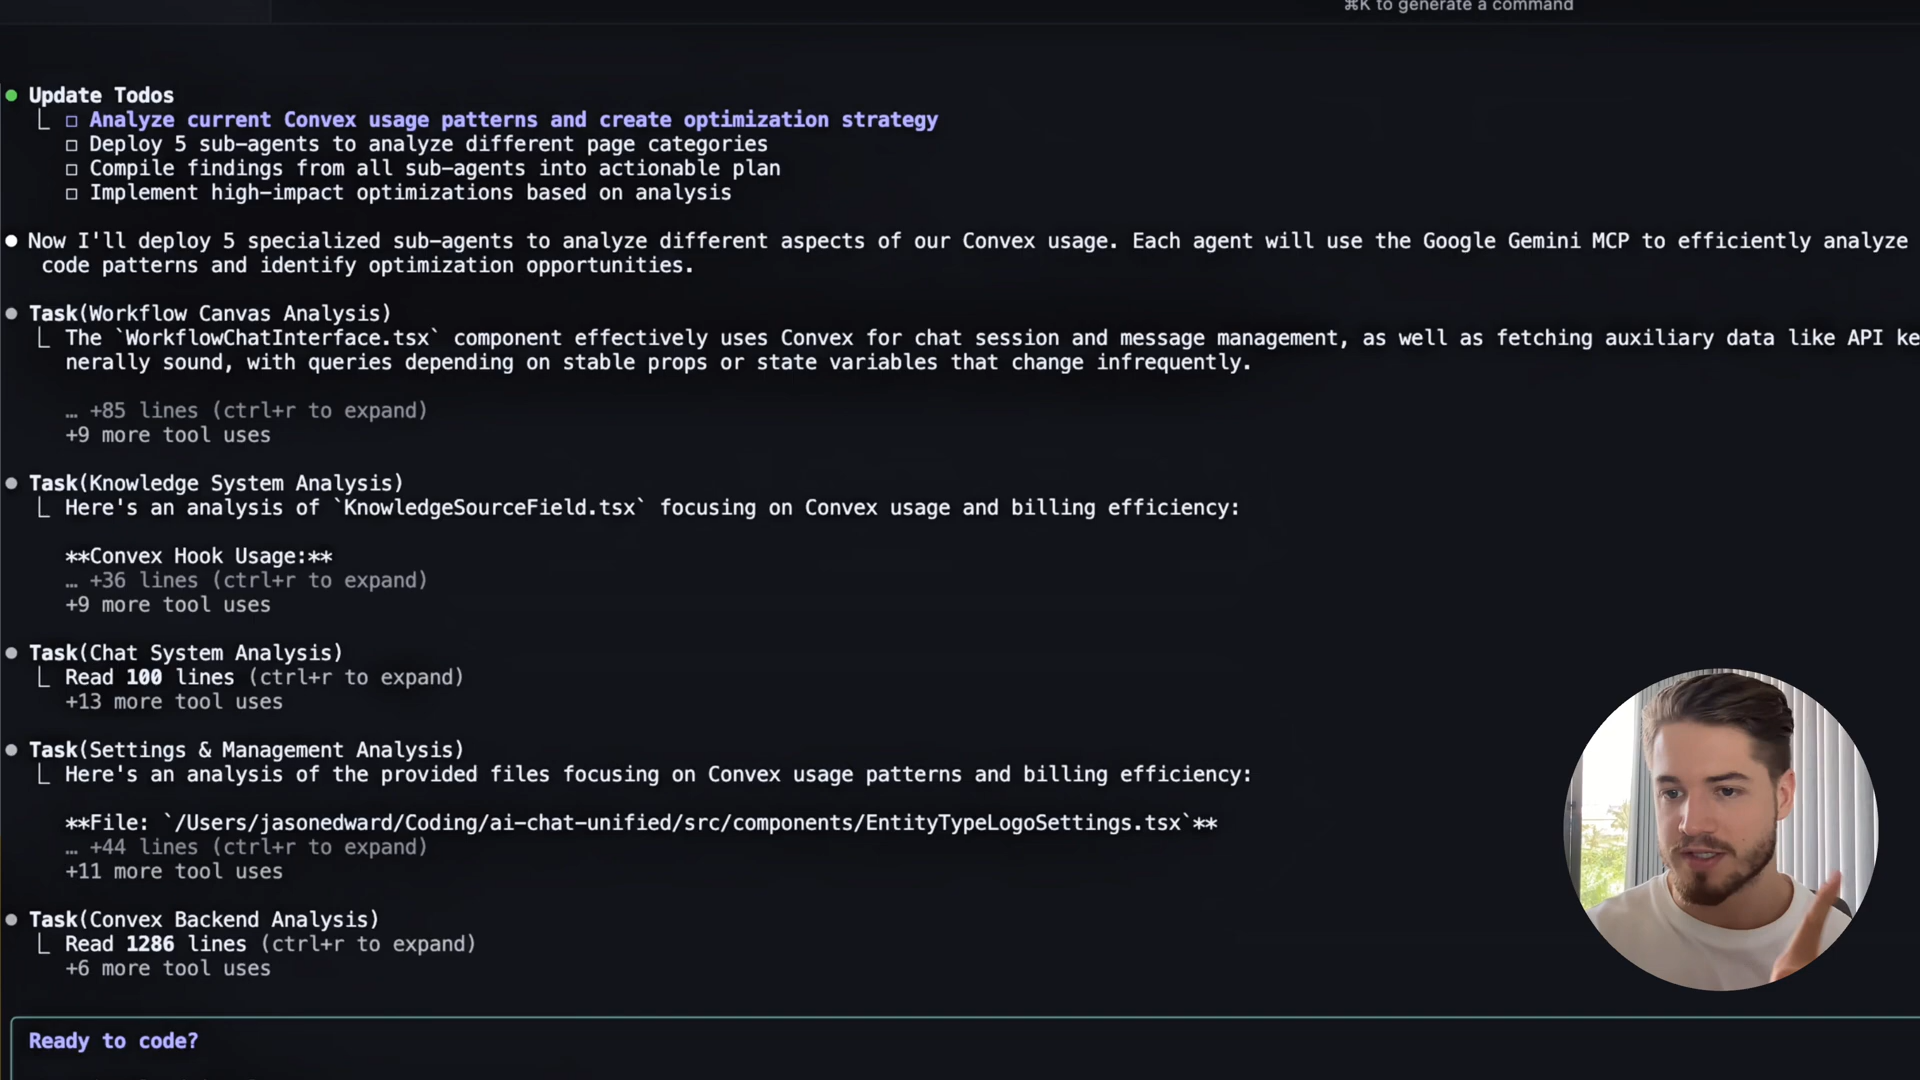 ⌘K to generate a command
Update Todos
Analyze current Convex usage patterns and create optimization strategy
Deploy 5 sub-agents to analyze different page categories
Compile findings from all sub-agents into actionable plan
Implement high-impact optimizations based on analysis
Now I'll deploy 5 specialized sub-agents to analyze different aspects of our Convex usage. Each agent will use the Google Gemini MCP to efficiently analyze
code patterns and identify optimization opportunities.
Task(Workflow Canvas Analysis)
The `WorkflowChatInterface.tsx` component effectively uses Convex for chat session and message management, as well as fetching auxiliary data like API ke
nerally sound, with queries depending on stable props or state variables that change infrequently.
… +85 lines (ctrl+r to expand)
+9 more tool uses
Task(Knowledge System Analysis)
Here's an analysis of `KnowledgeSourceField.tsx` focusing on Convex usage and billing efficiency:
**Convex Hook Usage:**
… +36 lines (ctrl+r to expand)
+9 more tool uses
Task(Chat System Analysis)
Read 100 lines (ctrl+r to expand)
+13 more tool uses
Task(Settings & Management Analysis)
Here's an analysis of the provided files focusing on Convex usage patterns and billing efficiency:
**File: `/Users/jasonedward/Coding/ai-chat-unified/src/components/EntityTypeLogoSettings.tsx`**
… +44 lines (ctrl+r to expand)
+11 more tool uses
Task(Convex Backend Analysis)
Read 1286 lines (ctrl+r to expand)
+6 more tool uses
Ready to code?